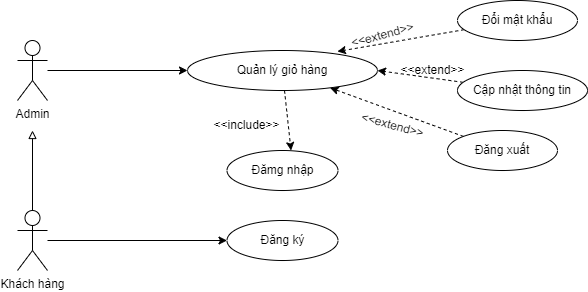 Đổi mật khẩu
<<extend>>
Quản lý giỏ hàng
<<extend>>
Cập nhật thông tin
Admin
<<include>>
<<extend>>
Đăng xuất
Đămg nhập
Đăng ký
Khách hàng